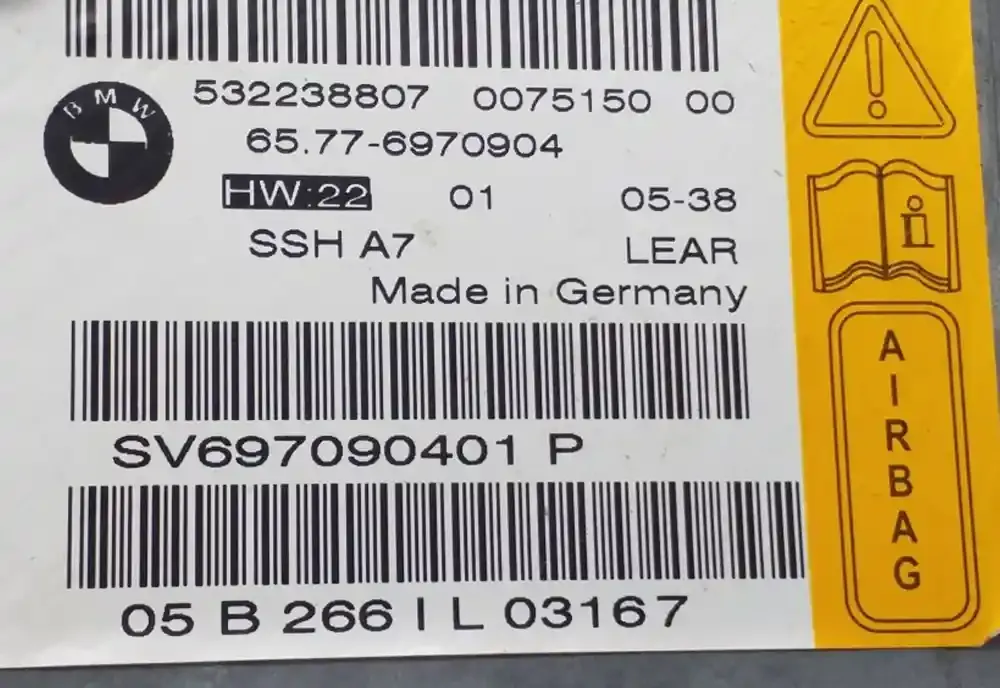 532238807 0075150 00
BMW
65.77-6970904
HW:22 01 05-38
SSH A7 LEAR
Made in Germany
SV697090401 P
05 B 266 I L 03167
i
AIRBAG